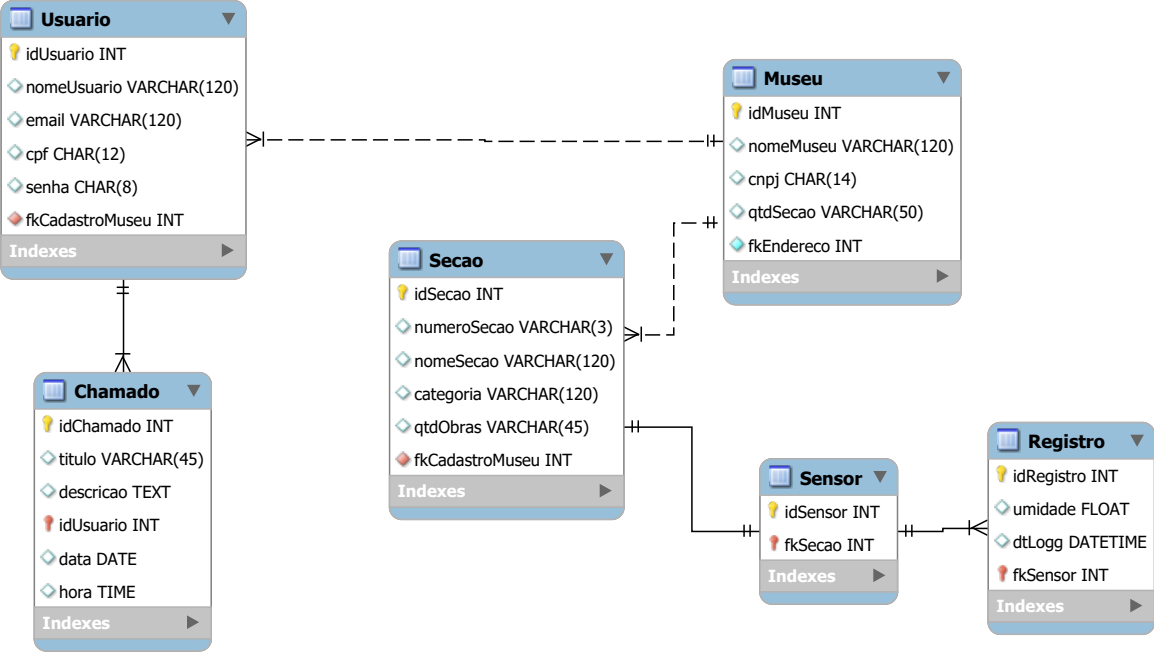 Usuario
idUsuario INT
nomeUsuario VARCHAR(120)
email VARCHAR(120)
cpf CHAR(12)
senha CHAR(8)
fkCadastroMuseu INT
Indexes
Museu
idMuseu INT
nomeMuseu VARCHAR(120)
cnpj CHAR(14)
qtdSecao VARCHAR(50)
fkEndereco INT
Indexes
Secao
idSecao INT
numeroSecao VARCHAR(3)
nomeSecao VARCHAR(120)
categoria VARCHAR(120)
qtdObras VARCHAR(45)
fkCadastroMuseu INT
Indexes
Chamado
idChamado INT
titulo VARCHAR(45)
descricao TEXT
idUsuario INT
data DATE
hora TIME
Indexes
Sensor
idSensor INT
fkSecao INT
Indexes
Registro
idRegistro INT
umidade FLOAT
dtLogg DATETIME
fkSensor INT
Indexes